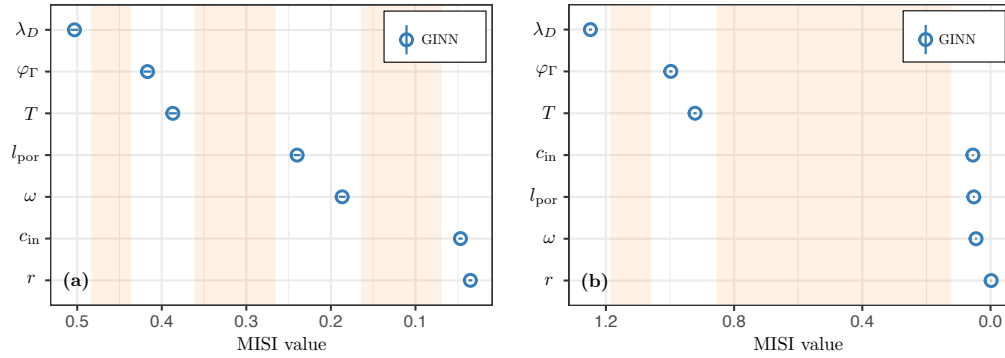 λ_D
φ_Γ
T
l_por
ω
c_in
r
(a)
GINN
0.5 0.4 0.3 0.2 0.1
MISI value
λ_D
φ_Γ
T
c_in
l_por
ω
r
(b)
GINN
1.2 0.8 0.4 0.0
MISI value